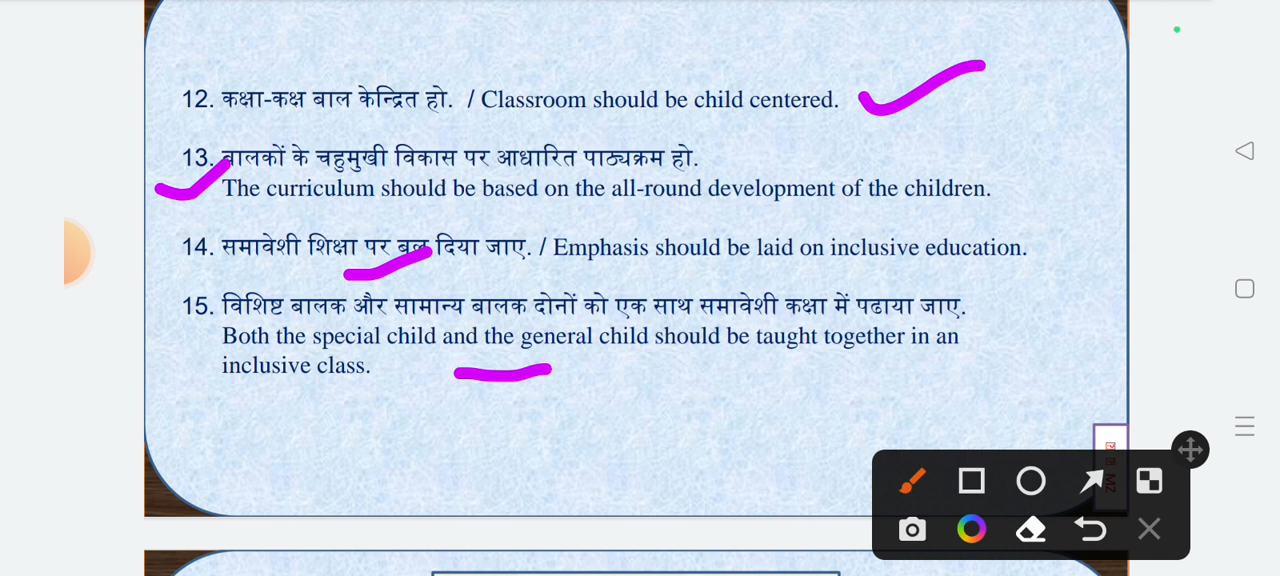 12. कक्षा-कक्ष बाल केन्द्रित हो. / Classroom should be child centered.
13. बालकों के चहुमुखी विकास पर आधारित पाठ्यक्रम हो.
The curriculum should be based on the all-round development of the children.
14. समावेशी शिक्षा पर बल दिया जाए. / Emphasis should be laid on inclusive education.
15. विशिष्ट बालक और सामान्य बालक दोनों को एक साथ समावेशी कक्षा में पढाया जाए.
Both the special child and the general child should be taught together in an
inclusive class.